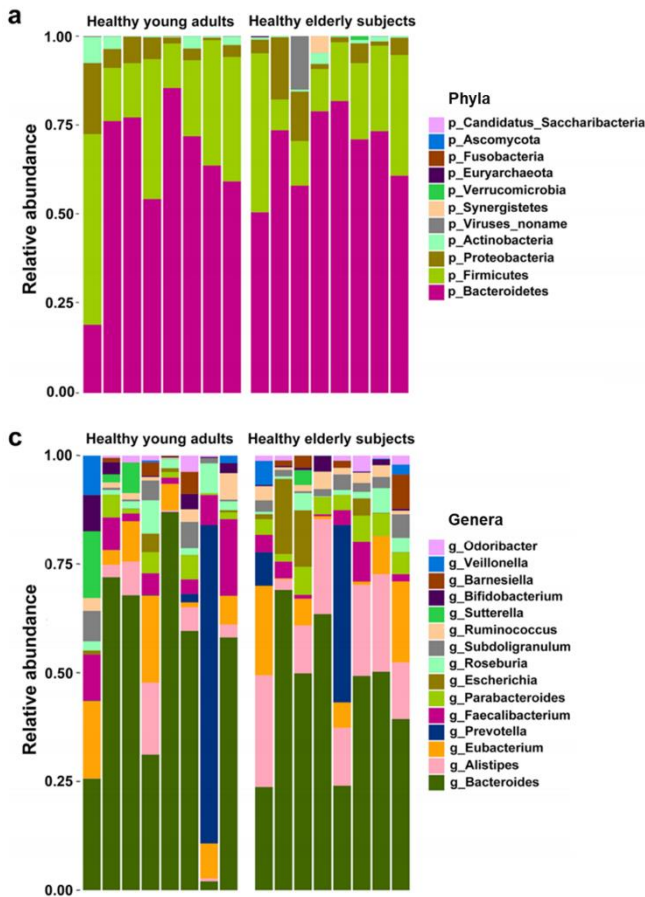 a
Healthy young adults
Healthy elderly subjects
Relative abundance
1.00
0.75
0.50
0.25
0.00
Phyla
p_Candidatus_Saccharibacteria
p_Ascomycota
p_Fusobacteria
p_Euryarchaeota
p_Verrucomicrobia
p_Synergistetes
p_Viruses_noname
p_Actinobacteria
p_Proteobacteria
p_Firmicutes
p_Bacteroidetes
c
Healthy young adults
Healthy elderly subjects
Relative abundance
1.00
0.75
0.50
0.25
0.00
Genera
g_Odoribacter
g_Veillonella
g_Barnesiella
g_Bifidobacterium
g_Sutterella
g_Ruminococcus
g_Subdoligranulum
g_Roseburia
g_Escherichia
g_Parabacteroides
g_Faecalibacterium
g_Prevotella
g_Eubacterium
g_Alistipes
g_Bacteroides